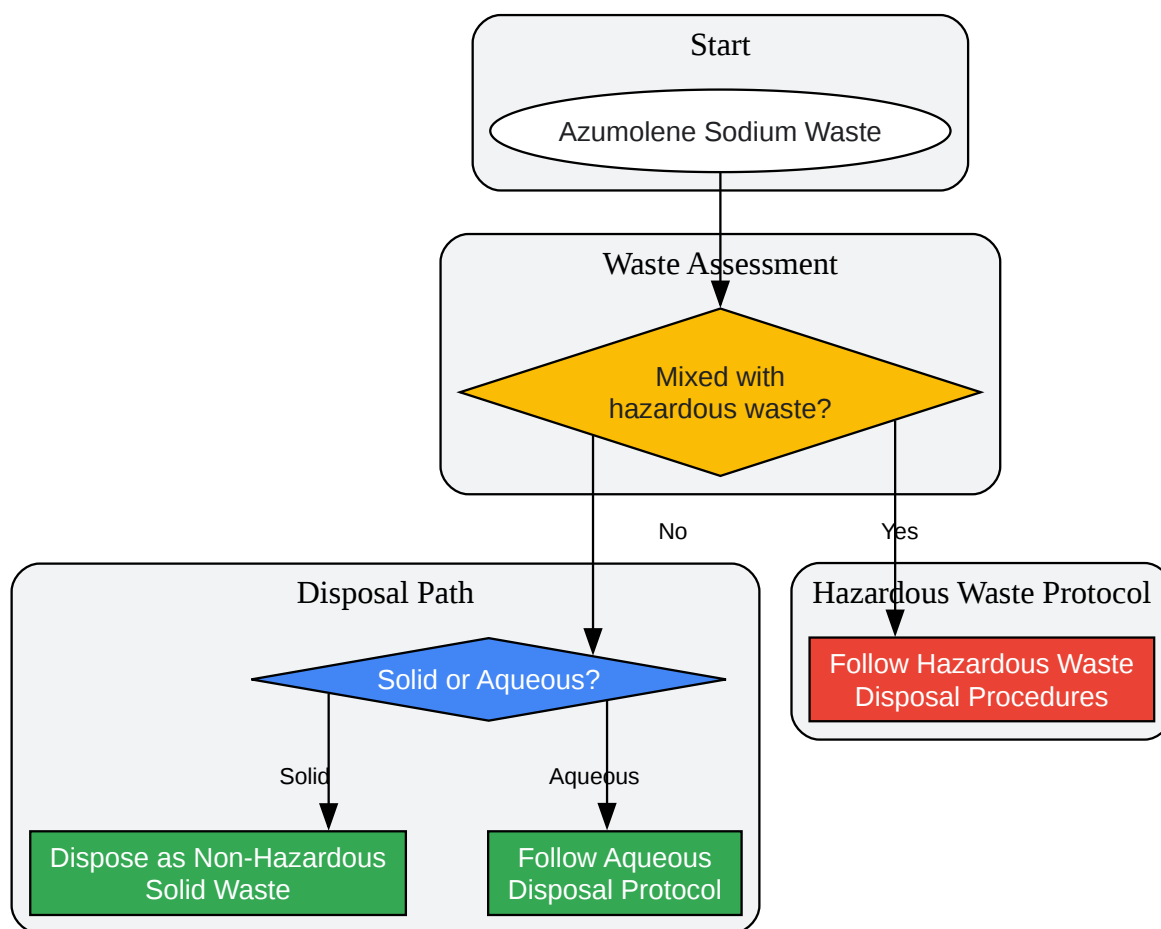 Start
Azumolene Sodium Waste
Waste Assessment
Mixed with
hazardous waste?
No
Yes
Disposal Path
Hazardous Waste Protocol
Solid or Aqueous?
Follow Hazardous Waste
Disposal Procedures
Solid
Aqueous
Dispose as Non-Hazardous
Solid Waste
Follow Aqueous
Disposal Protocol